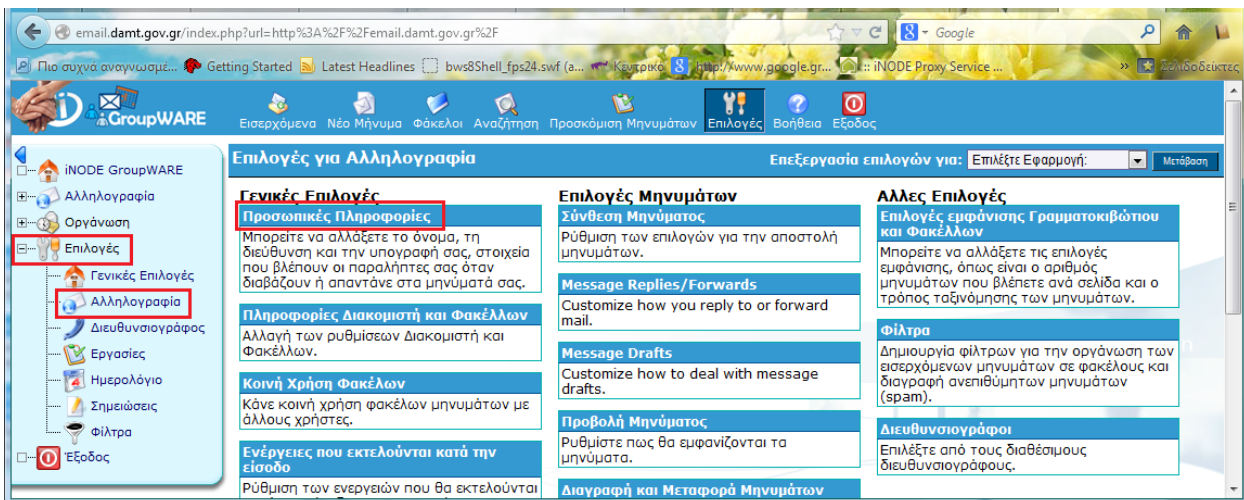 email.damt.gov.gr/index.php?url=http%3A%2F%2Femail.damt.gov.gr%2F
Google
Πιο συχνά αναγνωσμέ...
Getting Started
Latest Headlines
bws8Shell_fps24.swf (a...
Κεντρικό
http://www.google.gr...
:: iNODE Proxy Service ...
»
Σελιδοδείκτες
GroupWARE
Εισερχόμενα
Νέο Μήνυμα
Φάκελοι
Αναζήτηση
Προσκόμιση Μηνυμάτων
Επιλογές
Βοήθεια
Εξοδος
iNODE GroupWARE
Αλληλογραφία
Οργάνωση
Επιλογές
Γενικές Επιλογές
Αλληλογραφία
Διευθυνσιογράφος
Εργασίες
Ημερολόγιο
Σημειώσεις
Φίλτρα
Έξοδος
Επιλογές για Αλληλογραφία
Επεξεργασία επιλογών για:
Επιλέξτε Εφαρμογή:
Μετάβαση
Γενικές Επιλογές
Προσωπικές Πληροφορίες
Μπορείτε να αλλάξετε το όνομα, τη
διεύθυνση και την υπογραφή σας, στοιχεία
που βλέπουν οι παραλήπτες σας όταν
διαβάζουν ή απαντάνε στα μηνύματά σας.
Πληροφορίες Διακομιστή και Φακέλλων
Αλλαγή των ρυθμίσεων Διακομιστή και
Φακέλλων.
Κοινή Χρήση Φακέλων
Κάνε κοινή χρήση φακέλων μηνυμάτων με
άλλους χρήστες.
Ενέργειες που εκτελούνται κατά την
είσοδο
Ρύθμιση των ενεργειών που θα εκτελούνται
Επιλογές Μηνυμάτων
Σύνθεση Μηνύματος
Ρύθμιση των επιλογών για την αποστολή
μηνυμάτων.
Message Replies/Forwards
Customize how you reply to or forward
mail.
Message Drafts
Customize how to deal with message
drafts.
Προβολή Μηνύματος
Ρυθμίστε πως θα εμφανίζονται τα
μηνύματα.
Διαγραφή και Μεταφορά Μηνυμάτων
Αλλες Επιλογές
Επιλογές εμφάνισης Γραμματοκιβώτιου
και Φακέλλων
Μπορείτε να αλλάξετε τις επιλογές
εμφάνισης, όπως είναι ο αριθμός
μηνυμάτων που βλέπετε ανά σελίδα και ο
τρόπος ταξινόμησης των μηνυμάτων.
Φίλτρα
Δημιουργία φίλτρων για την οργάνωση των
εισερχόμενων μηνυμάτων σε φακέλους και
διαγραφή ανεπιθύμητων μηνυμάτων
(spam).
Διευθυνσιογράφοι
Επιλέξτε από τους διαθέσιμους
διευθυνσιογράφους.